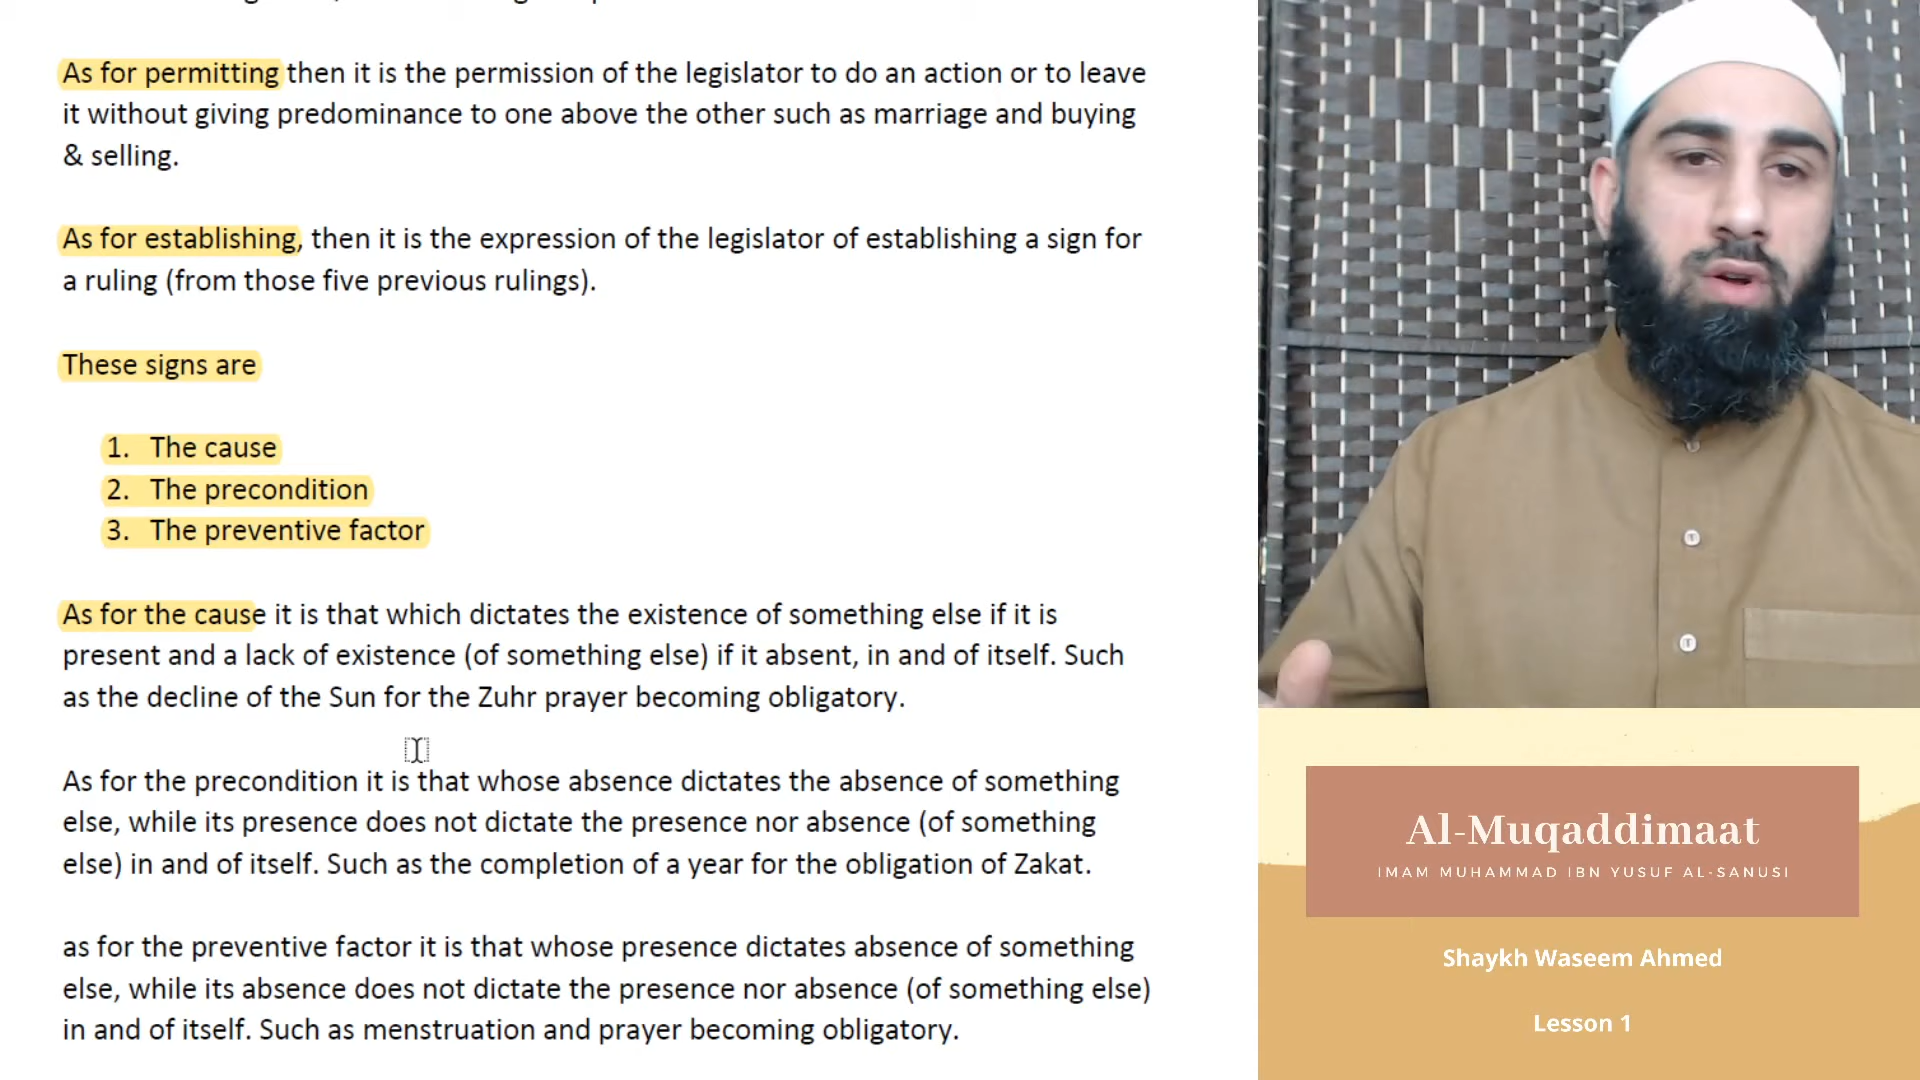 As for permitting then it is the permission of the legislator to do an action or to leave
it without giving predominance to one above the other such as marriage and buying
& selling.
As for establishing, then it is the expression of the legislator of establishing a sign for
a ruling (from those five previous rulings).
These signs are
1. The cause
2. The precondition
3. The preventive factor
As for the cause it is that which dictates the existence of something else if it is
present and a lack of existence (of something else) if it absent, in and of itself. Such
as the decline of the Sun for the Zuhr prayer becoming obligatory.
As for the precondition it is that whose absence dictates the absence of something
else, while its presence does not dictate the presence nor absence (of something
else) in and of itself. Such as the completion of a year for the obligation of Zakat.
as for the preventive factor it is that whose presence dictates absence of something
else, while its absence does not dictate the presence nor absence (of something else)
in and of itself. Such as menstruation and prayer becoming obligatory.
Al-Muqaddimaat
IMAM MUHAMMAD IBN YUSUF AL-SANUSI
Shaykh Waseem Ahmed
Lesson 1